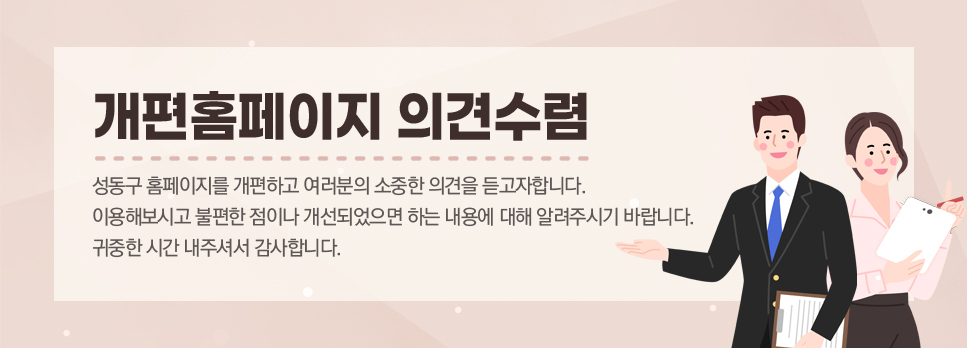 개편홈페이지 의견수렴
성동구 홈페이지를 개편하고 여러분의 소중한 의견을 듣고자합니다.
이용해보시고 불편한 점이나 개선되었으면 하는 내용에 대해 알려주시기 바랍니다.
귀중한 시간 내주셔서 감사합니다.